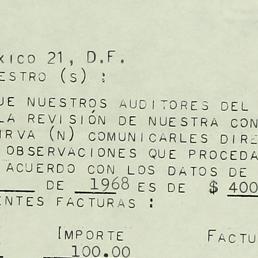 XICO 21, D.F.
ESTRO (S) :
UE NUESTROS AUDITORES DEL
LA REVISIÓN DE NUESTRA CON
IRVA (N) COMUNICARLES DIRE
OBSERVACIONES QUE PROCEDA
ACUERDO CON LOS DATOS DE
DE 1968 ES DE $ 400
ENTES FACTURAS :
IMPORTE FACTU
100.00